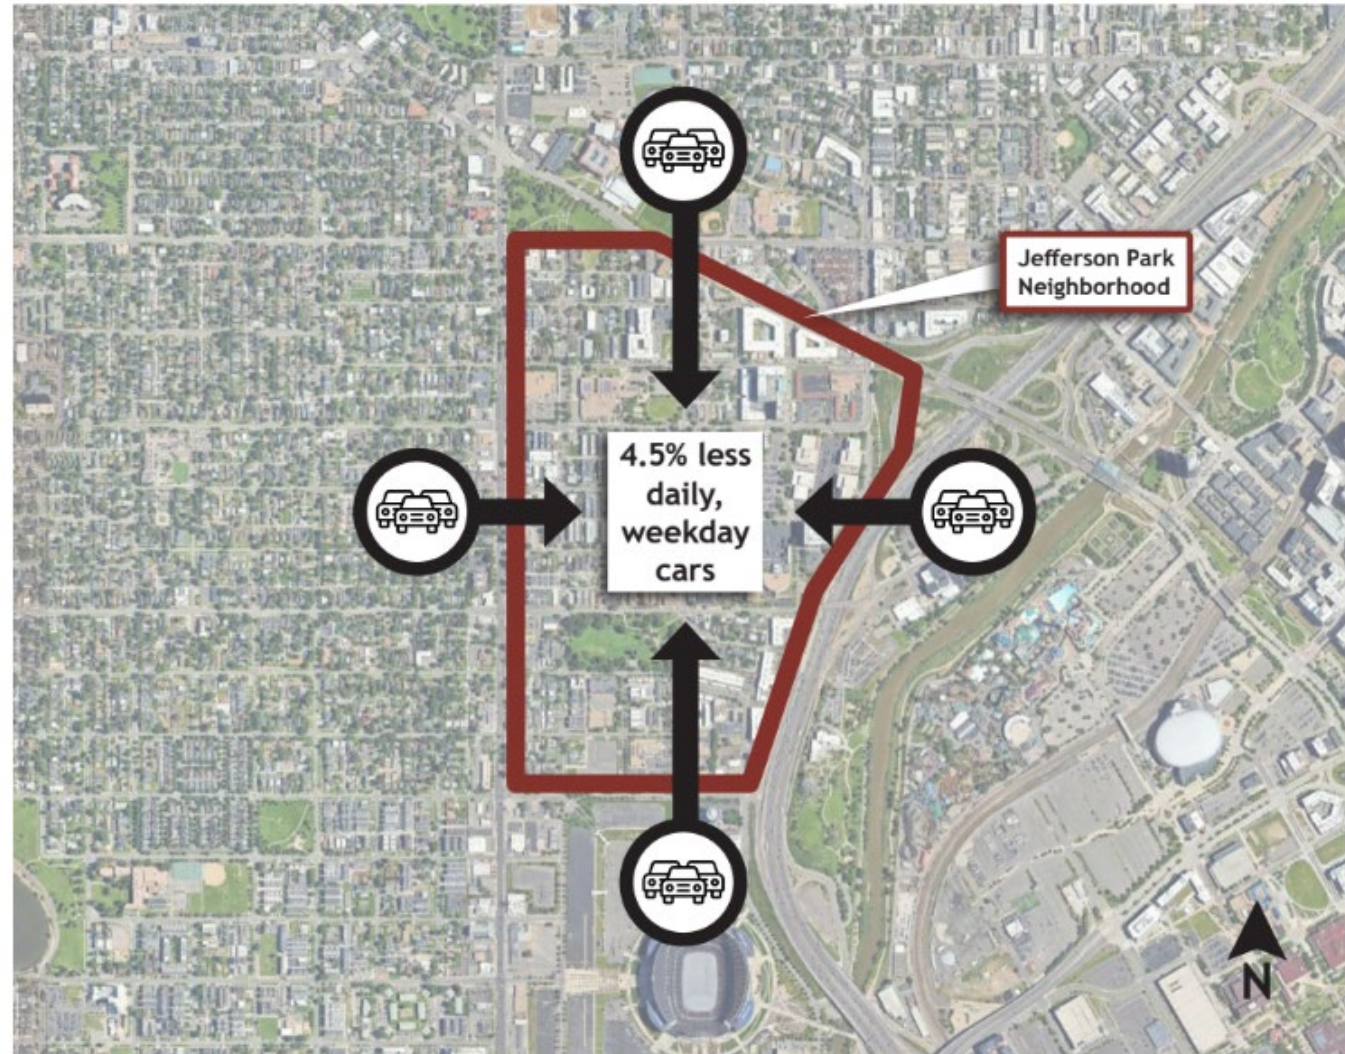 Jefferson Park
Neighborhood
4.5% less
daily,
weekday
cars
N